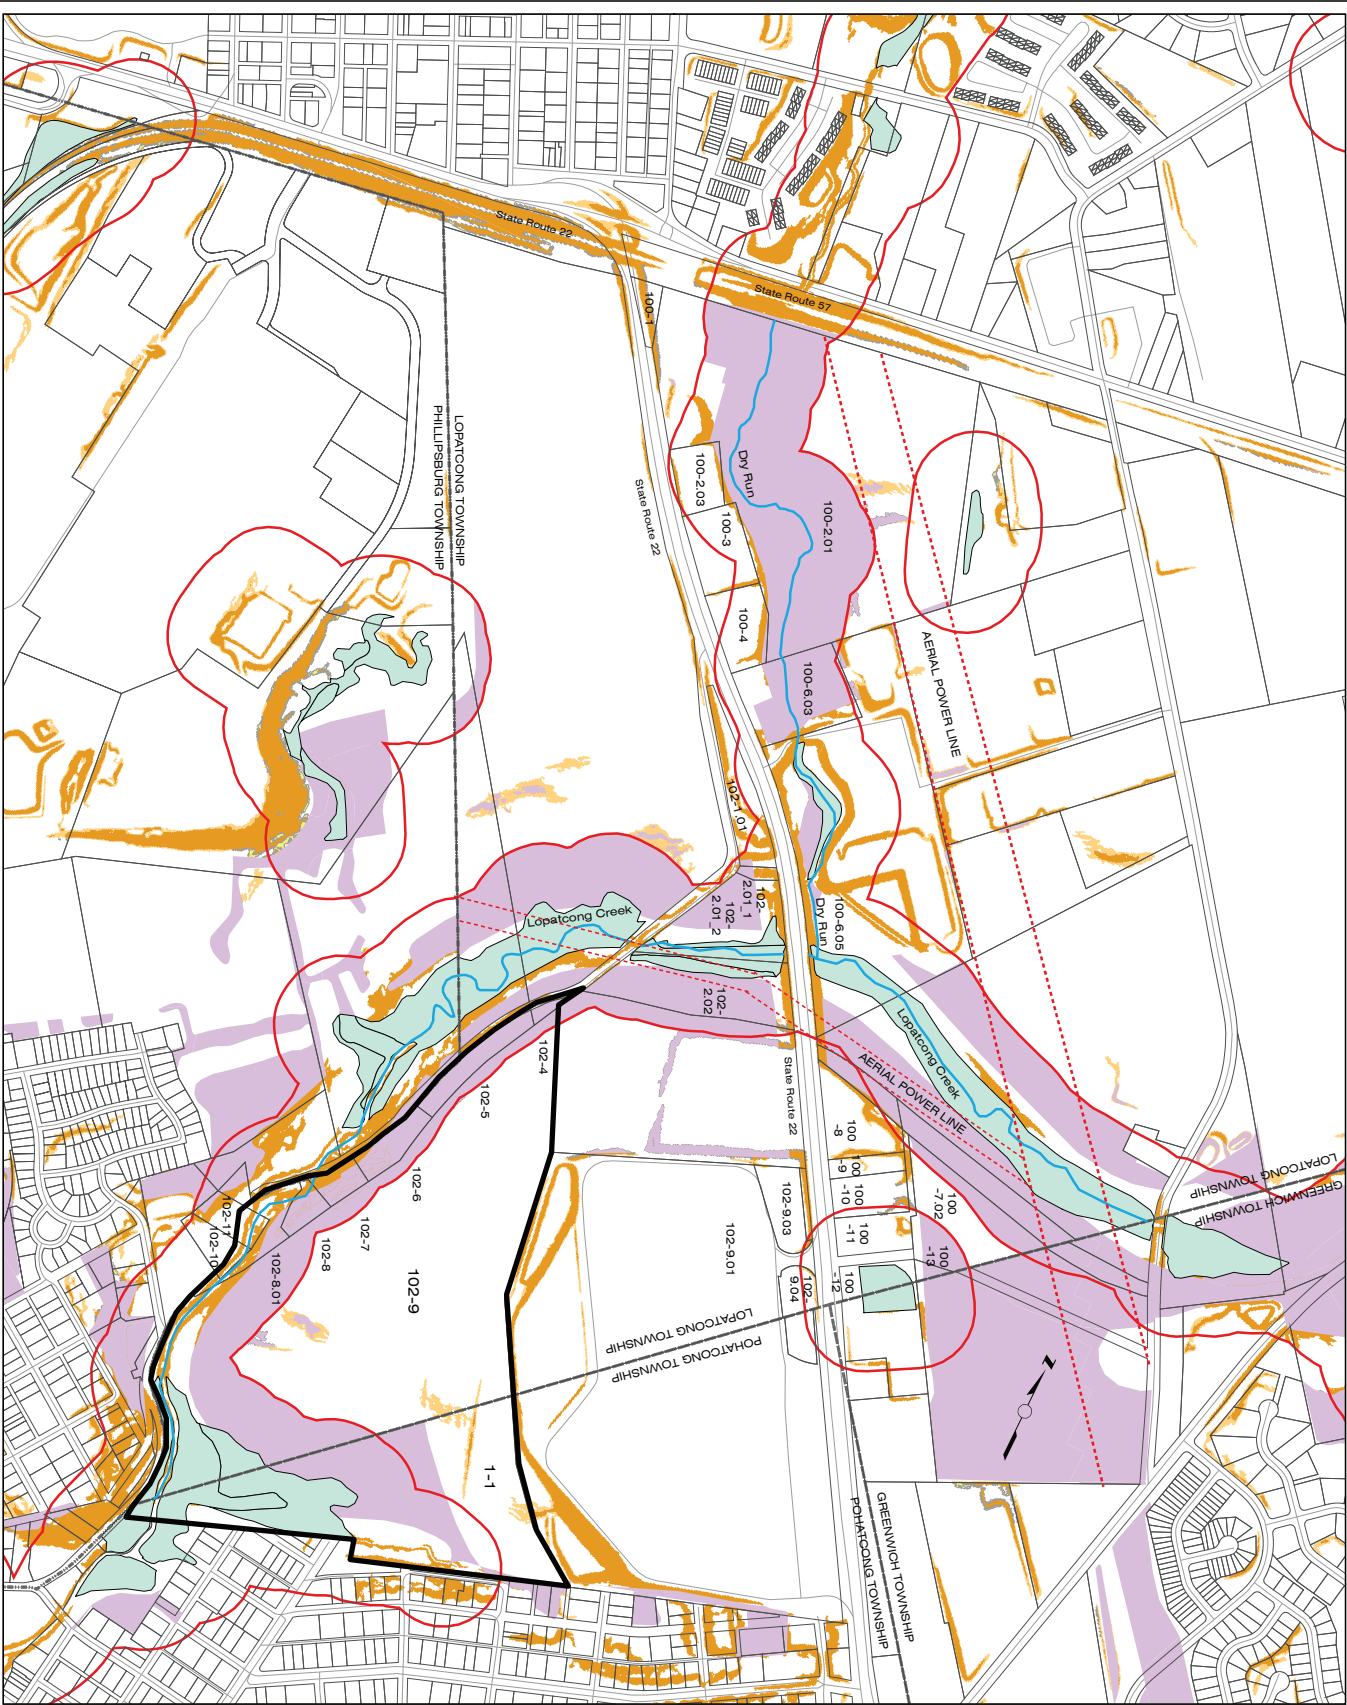 State Route 22
State Route 57
100-1
LOPATCONG TOWNSHIP
PHILLIPSBURG TOWNSHIP
100-2.03
Dry Run
State Route 22
100-3
100-2.01
100-4
100-6.03
AERIAL POWER LINE
102-1.01
102-
2.01_1
102-
2.01_2
Lopatcong Creek
100-6.05
Dry Run
102-
2.02
Lopatcong Creek
AERIAL POWER LINE
State Route 22
102-4
102-5
102-6
102-7
102-8
102-8.01
102-11
102-10
102-9
100
-8
100
-9
100
-10
100
-11
100
-12
100
-7.02
100
-13
102-9.03
102-9.01
102-
9.04
LOPATCONG TOWNSHIP
GREENWICH TOWNSHIP
LOPATCONG TOWNSHIP
POHATCONG TOWNSHIP
N
1-1
GREENWICH TOWNSHIP
POHATCONG TOWNSHIP